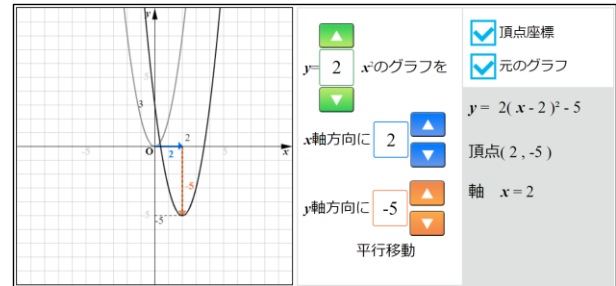 y
3
O
2
2
x
-5
5
-5
-5
-5
5
y= 2 x²のグラフを
x軸方向に 2
y軸方向に -5
平行移動
頂点座標
元のグラフ
y = 2( x - 2 )² - 5
頂点( 2 , -5 )
軸 x = 2